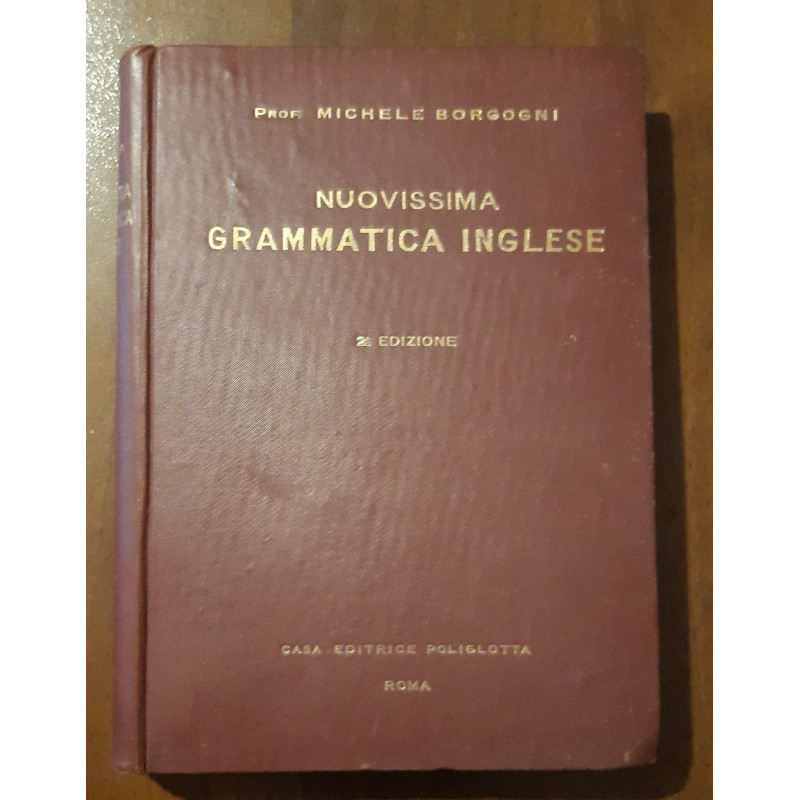 PROF. MICHELE BORGOGNI
NUOVISSIMA
GRAMMATICA INGLESE
2ª EDIZIONE
CASA EDITRICE POLIGLOTTA
ROMA